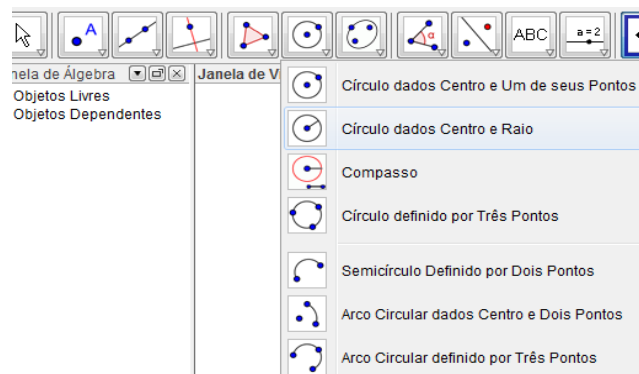 A
α
ABC
a=2
nela de Álgebra
Janela de V
Objetos Livres
Objetos Dependentes
Círculo dados Centro e Um de seus Pontos
Círculo dados Centro e Raio
Compasso
Círculo definido por Três Pontos
Semicírculo Definido por Dois Pontos
Arco Circular dados Centro e Dois Pontos
Arco Circular definido por Três Pontos